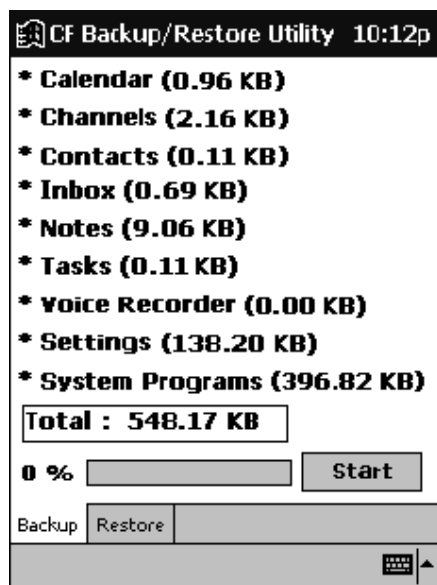 CF Backup/Restore Utility 10:12p
* Calendar (0.96 KB)
* Channels (2.16 KB)
* Contacts (0.11 KB)
* Inbox (0.69 KB)
* Notes (9.06 KB)
* Tasks (0.11 KB)
* Voice Recorder (0.00 KB)
* Settings (138.20 KB)
* System Programs (396.82 KB)
Total : 548.17 KB
0 % Start
Backup Restore